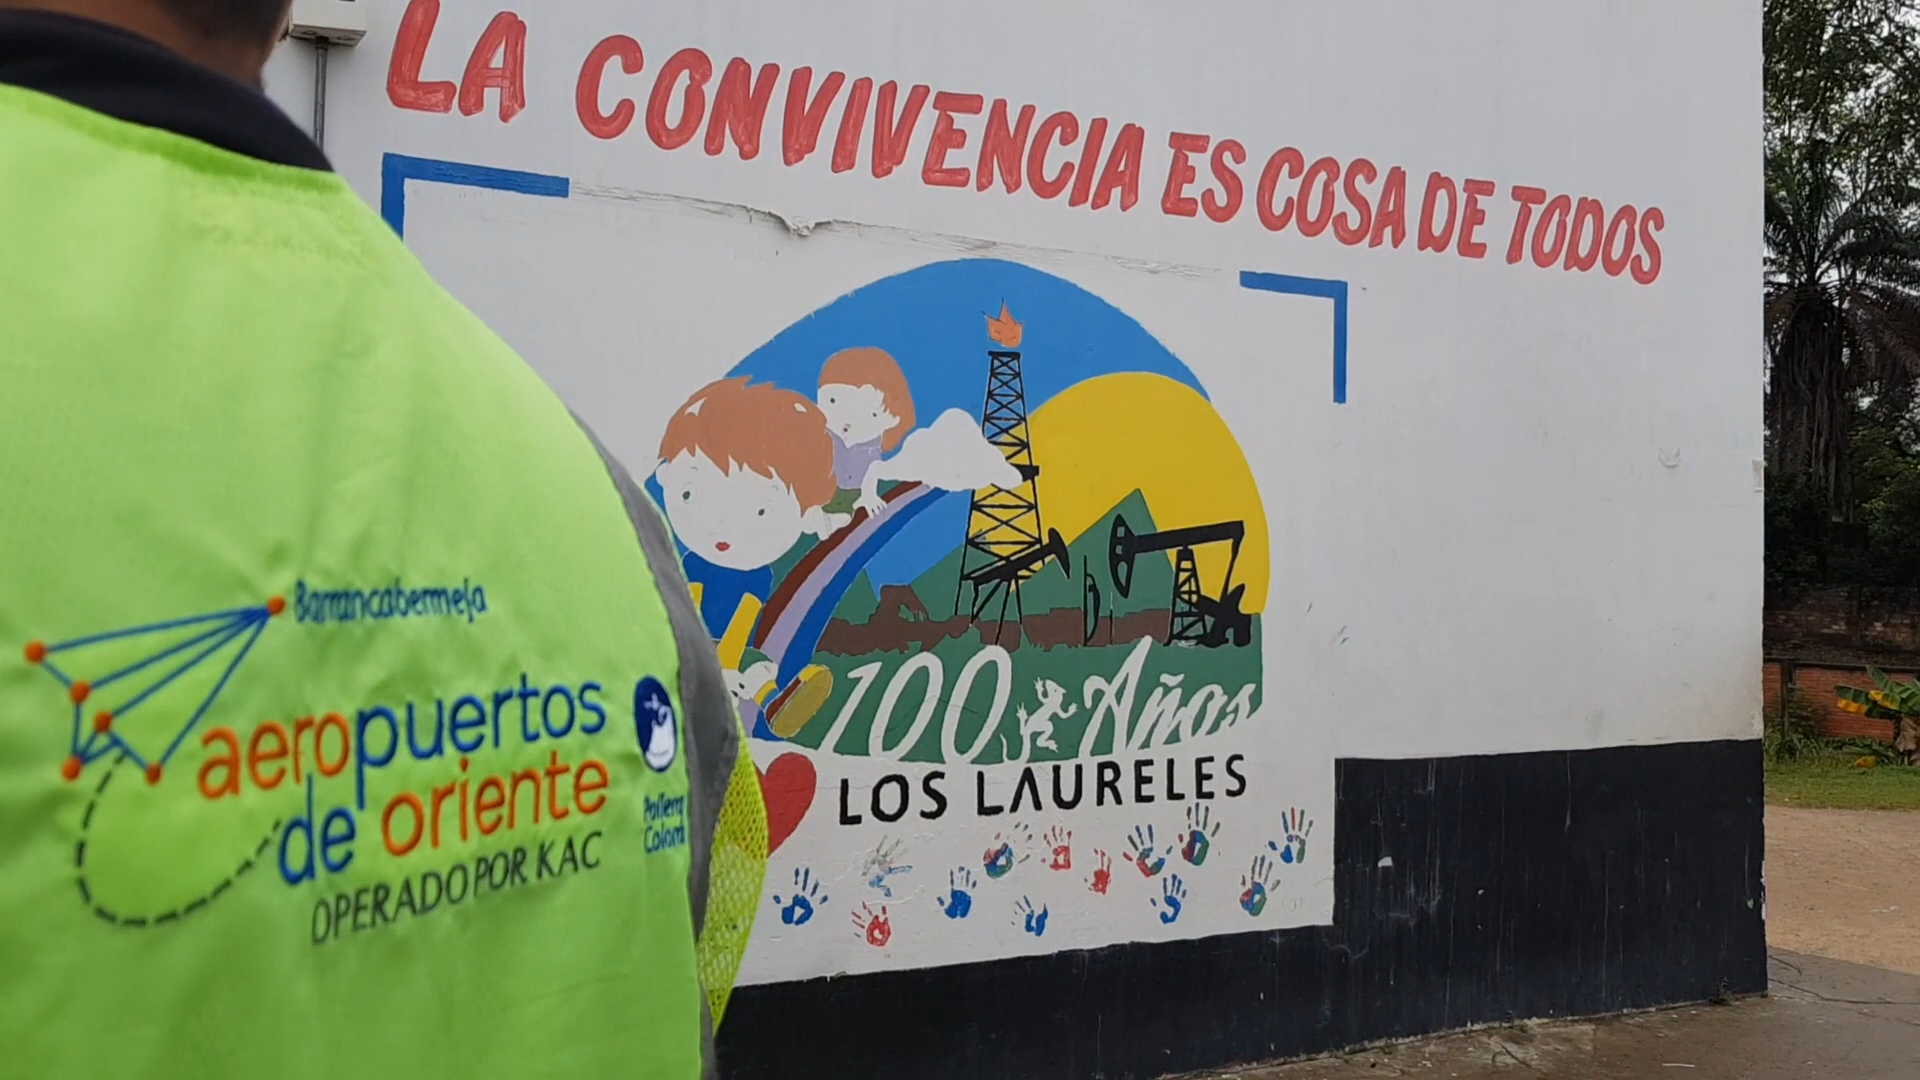 LA CONVIVENCIA ES COSA DE TODOS
100 Años
LOS LAURELES
Barrancabermeja
aeropuertos
de oriente
OPERADO POR KAC